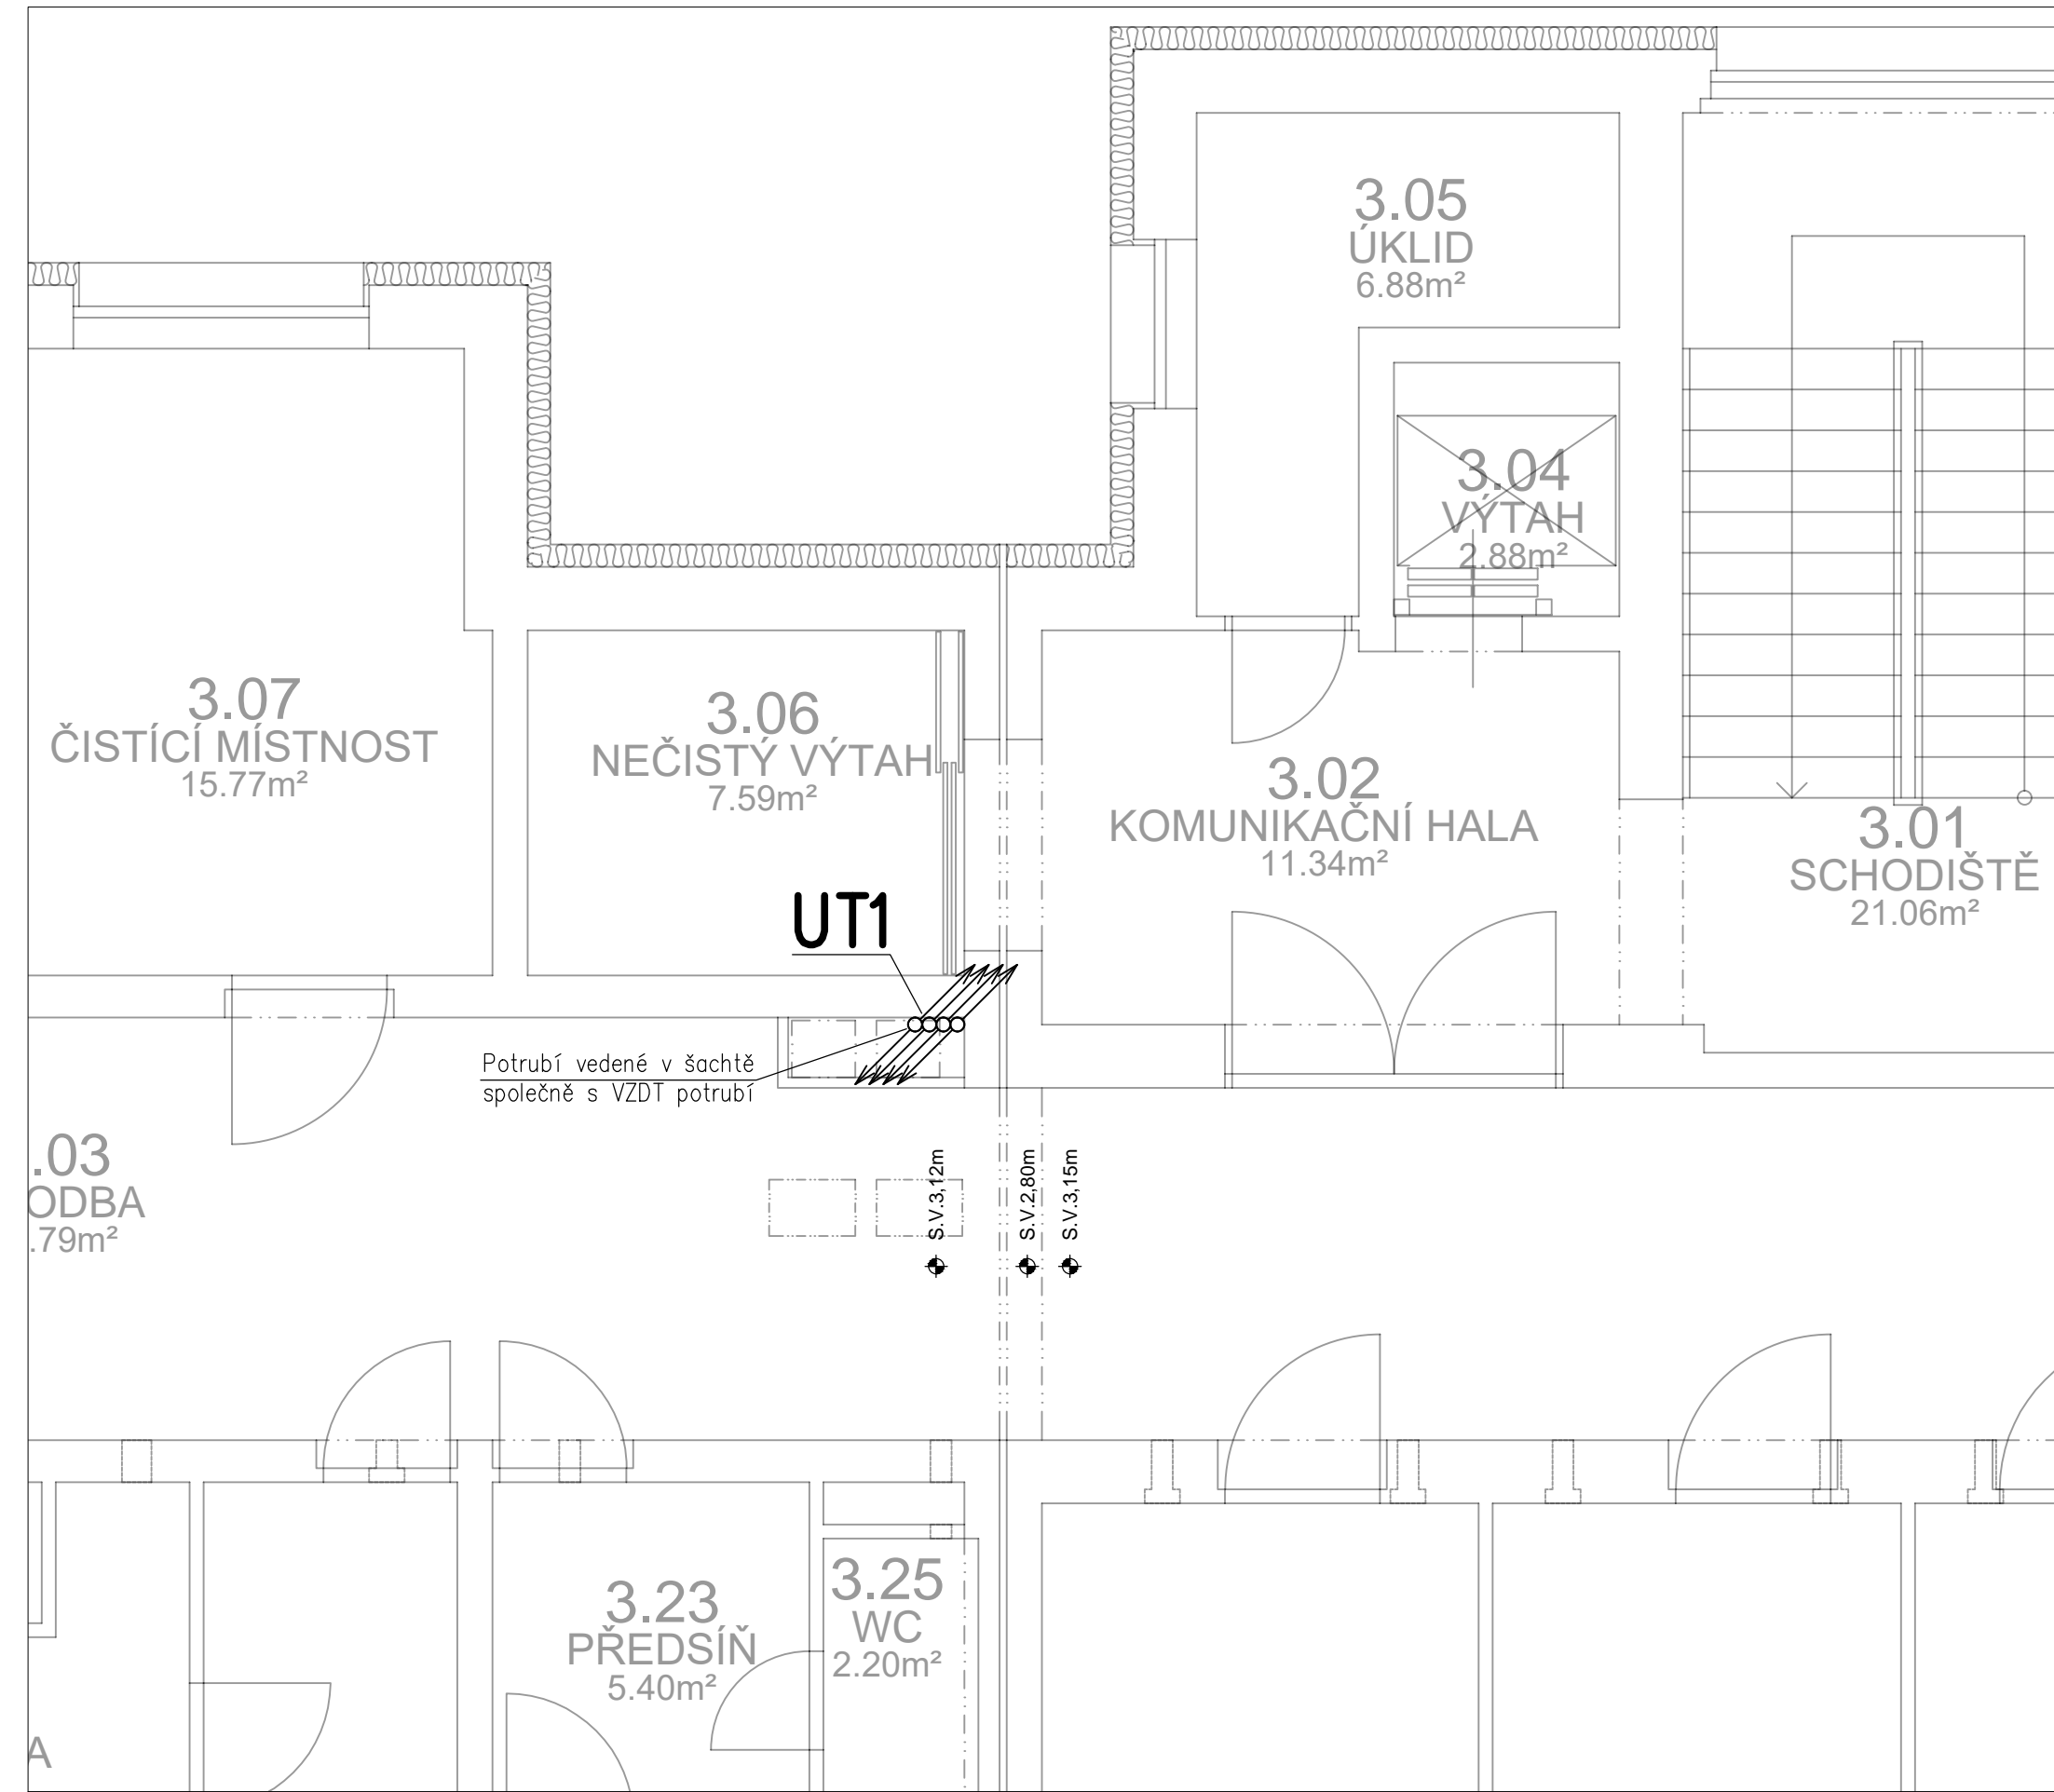 3.05
ÚKLID
6.88m²
3.04
VÝTAH
2.88m²
3.07
ČISTÍCÍ MÍSTNOST
15.77m²
3.06
NEČISTÝ VÝTAH
7.59m²
3.02
KOMUNIKAČNÍ HALA
11.34m²
3.01
SCHODIŠTĚ
21.06m²
UT1
Potrubí vedené v šachtě
společně s VZDT potrubí
.03
ODBA
.79m²
S.V.3,12m
S.V.2,80m
S.V.3,15m
3.23
PŘEDSÍŇ
5.40m²
3.25
WC
2.20m²
A